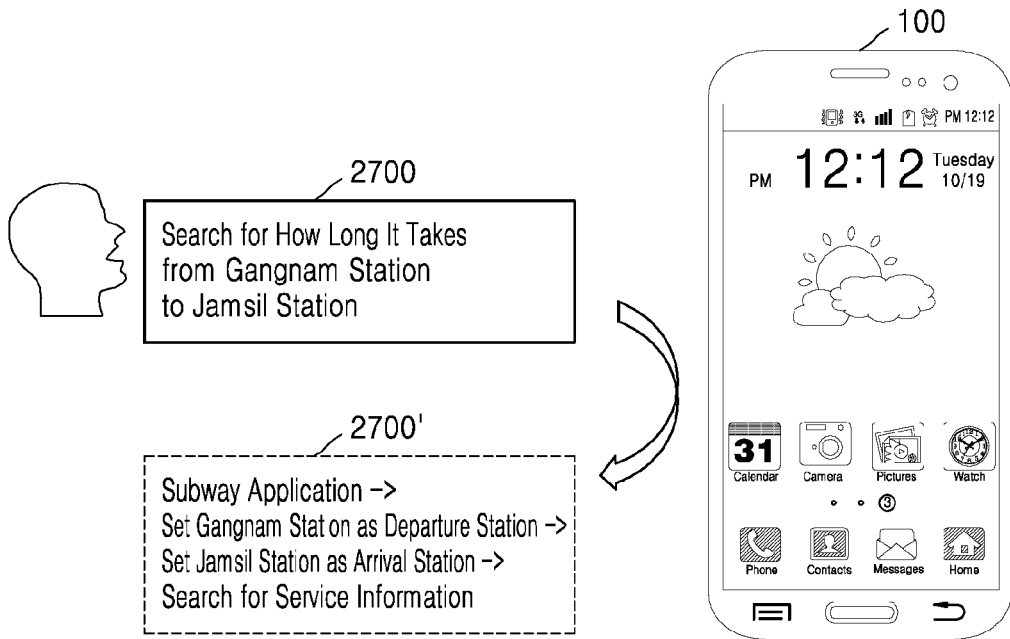 100
3G
PM 12:12
PM 12:12 Tuesday
10/19
2700
Search for How Long It Takes
from Gangnam Station
to Jamsil Station
2700'
Subway Application ->
Set Gangnam Stat on as Departure Station ->
Set Jamsil Station as Arrival Station ->
Search for Service Information
31
Calendar Camera Pictures Watch
3
Phone Contacts Messages Home